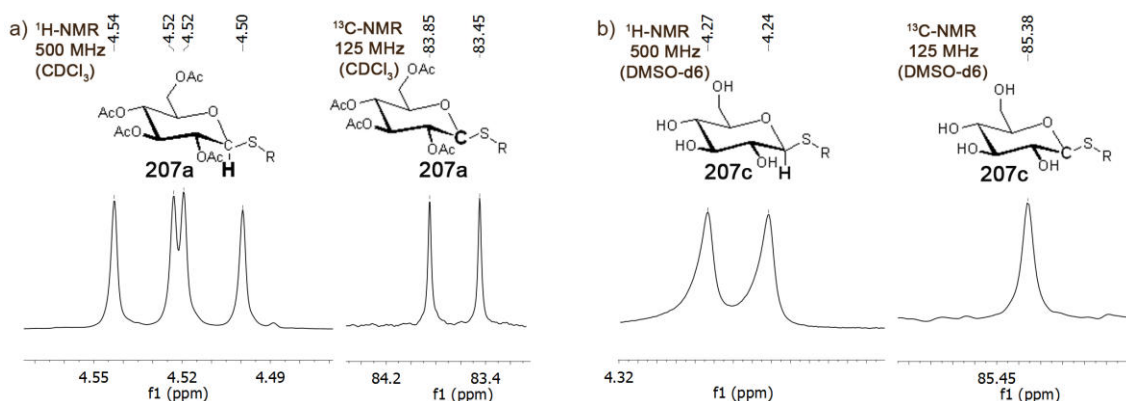 a)
¹H-NMR
500 MHz
(CDCl₃)
-4.54
4.52
4.52
-4.50
¹³C-NMR
125 MHz
(CDCl₃)
-83.85
-83.45
OAc
AcO
O
AcO
OAc
S
R
207a H
OAc
AcO
O
AcO
OAc
C
S
R
207a
4.55
4.52
4.49
f1 (ppm)
84.2
83.4
f1 (ppm)
b)
¹H-NMR
500 MHz
(DMSO-d6)
-4.27
-4.24
¹³C-NMR
125 MHz
(DMSO-d6)
-85.38
OH
HO
O
HO
OH
S
R
207c H
OH
HO
O
HO
OH
C
S
R
207c
4.32
f1 (ppm)
85.45
f1 (ppm)